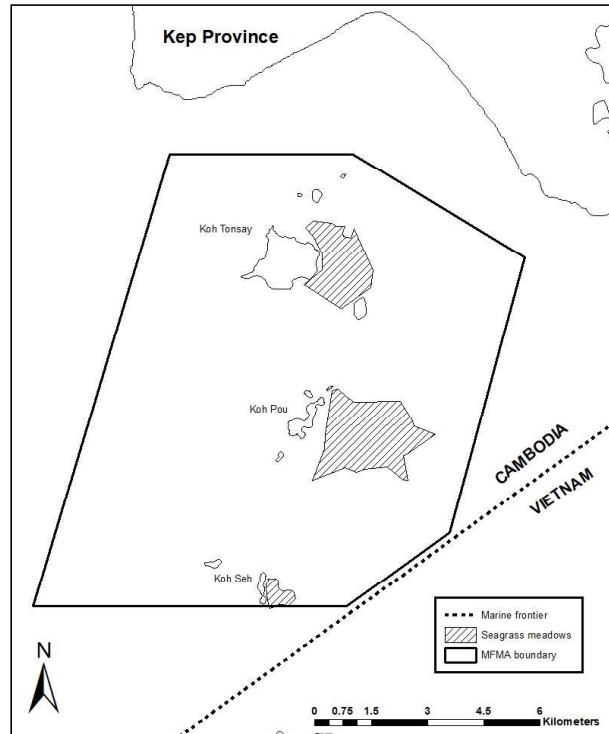 Kep Province
Koh Tonsay
Koh Pou
CAMBODIA
VIETNAM
Koh Seh
Marine frontier
Seagrass meadows
MFMA boundary
N
0 0.75 1.5 3 4.5 6
Kilometers